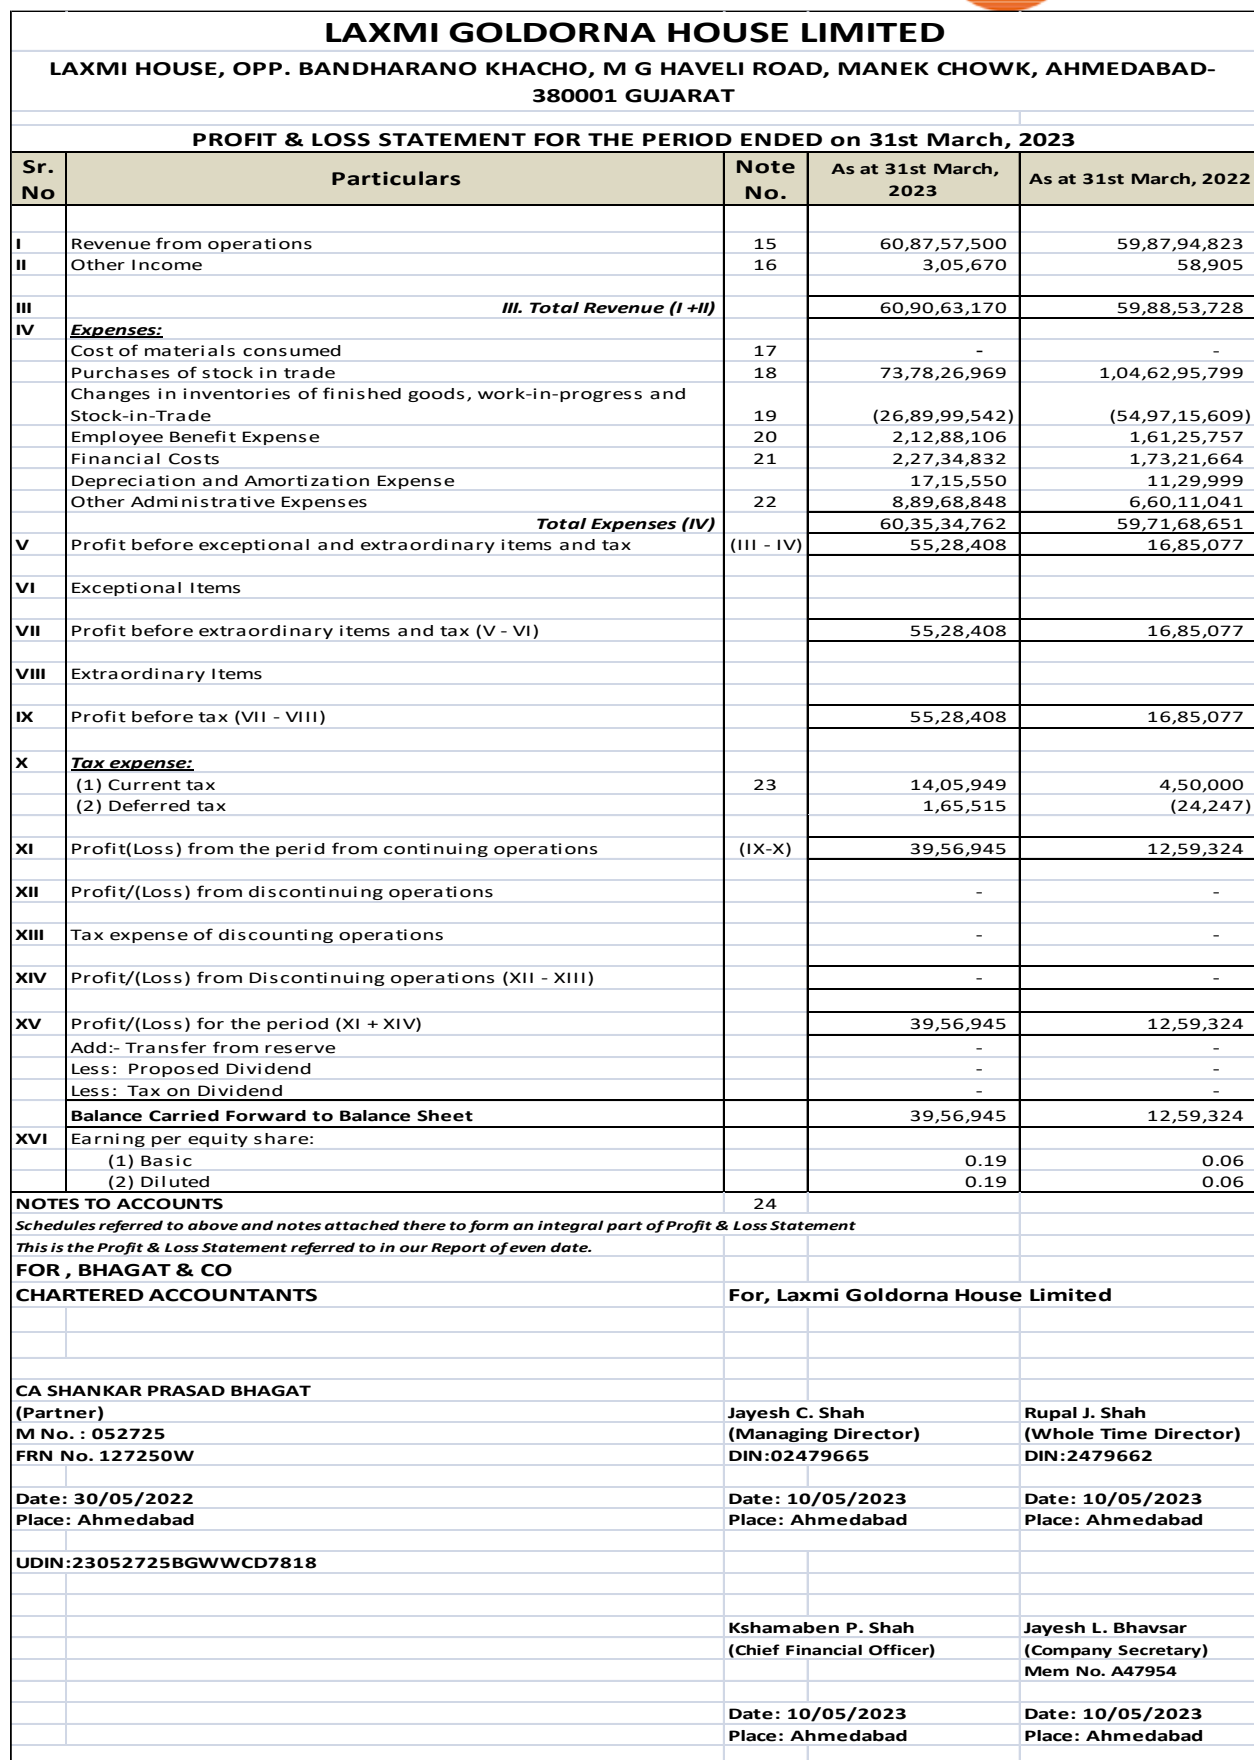 LAXMI GOLDORNA HOUSE LIMITED
LAXMI HOUSE, OPP. BANDHARANO KHACHO, M G HAVELI ROAD, MANEK CHOWK, AHMEDABAD-
380001 GUJARAT
PROFIT & LOSS STATEMENT FOR THE PERIOD ENDED on 31st March, 2023
Sr. No Particulars Note No. As at 31st March, 2023 As at 31st March, 2022
I Revenue from operations 15 60,87,57,500 59,87,94,823
II Other Income 16 3,05,670 58,905
III III. Total Revenue (I +II) 60,90,63,170 59,88,53,728
IV Expenses:
Cost of materials consumed 17 - -
Purchases of stock in trade 18 73,78,26,969 1,04,62,95,799
Changes in inventories of finished goods, work-in-progress and
Stock-in-Trade 19 (26,89,99,542) (54,97,15,609)
Employee Benefit Expense 20 2,12,88,106 1,61,25,757
Financial Costs 21 2,27,34,832 1,73,21,664
Depreciation and Amortization Expense 17,15,550 11,29,999
Other Administrative Expenses 22 8,89,68,848 6,60,11,041
Total Expenses (IV) 60,35,34,762 59,71,68,651
V Profit before exceptional and extraordinary items and tax (III - IV) 55,28,408 16,85,077
VI Exceptional Items
VII Profit before extraordinary items and tax (V - VI) 55,28,408 16,85,077
VIII Extraordinary Items
IX Profit before tax (VII - VIII) 55,28,408 16,85,077
X Tax expense:
(1) Current tax 23 14,05,949 4,50,000
(2) Deferred tax 1,65,515 (24,247)
XI Profit(Loss) from the perid from continuing operations (IX-X) 39,56,945 12,59,324
XII Profit/(Loss) from discontinuing operations - -
XIII Tax expense of discounting operations - -
XIV Profit/(Loss) from Discontinuing operations (XII - XIII) - -
XV Profit/(Loss) for the period (XI + XIV) 39,56,945 12,59,324
Add:- Transfer from reserve - -
Less: Proposed Dividend - -
Less: Tax on Dividend - -
Balance Carried Forward to Balance Sheet 39,56,945 12,59,324
XVI Earning per equity share:
(1) Basic 0.19 0.06
(2) Diluted 0.19 0.06
NOTES TO ACCOUNTS 24
Schedules referred to above and notes attached there to form an integral part of Profit & Loss Statement
This is the Profit & Loss Statement referred to in our Report of even date.
FOR , BHAGAT & CO
CHARTERED ACCOUNTANTS For, Laxmi Goldorna House Limited
CA SHANKAR PRASAD BHAGAT
(Partner) Jayesh C. Shah Rupal J. Shah
M No. : 052725 (Managing Director) (Whole Time Director)
FRN No. 127250W DIN:02479665 DIN:2479662
Date: 30/05/2022 Date: 10/05/2023 Date: 10/05/2023
Place: Ahmedabad Place: Ahmedabad Place: Ahmedabad
UDIN:23052725BGWWCD7818
Kshamaben P. Shah Jayesh L. Bhavsar
(Chief Financial Officer) (Company Secretary)
Mem No. A47954
Date: 10/05/2023 Date: 10/05/2023
Place: Ahmedabad Place: Ahmedabad